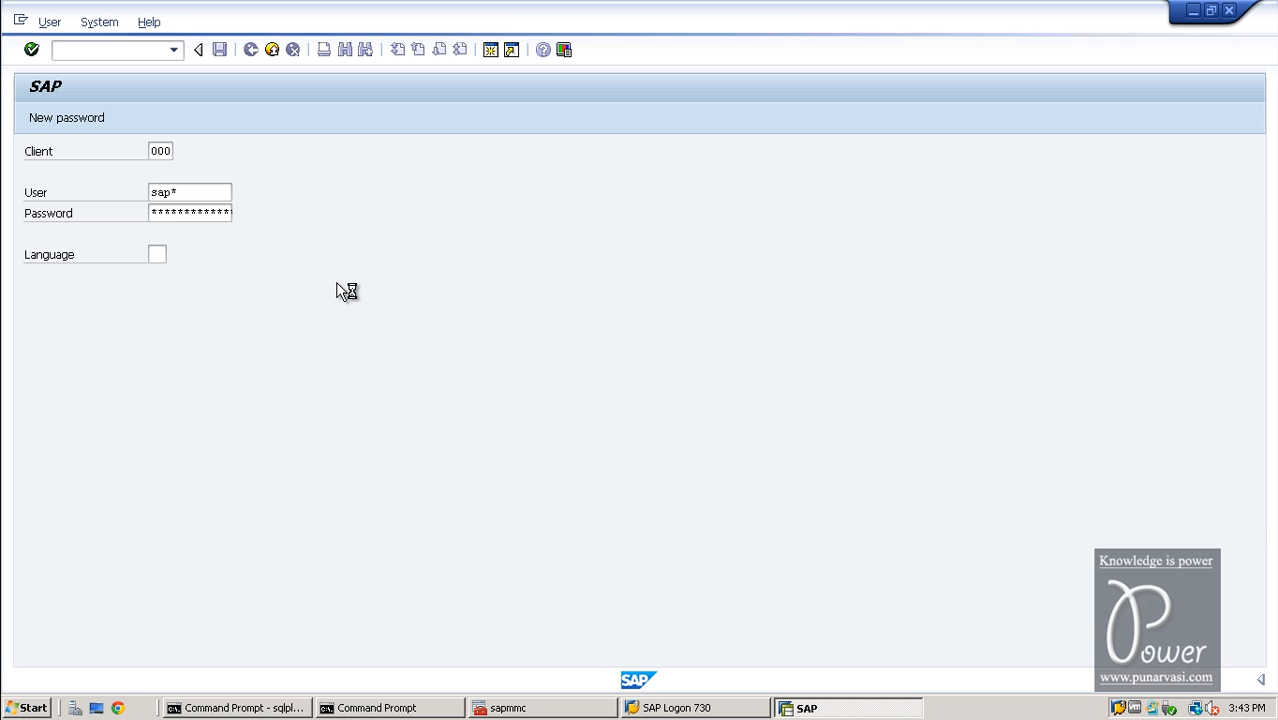 User System Help
SAP
New password
Client 000
User sap*
Password *************
Language
Knowledge is power
Power
www.punarvasi.com
SAP
Start Command Prompt - sqlpl... Command Prompt sapmmc SAP Logon 730 SAP 3:43 PM